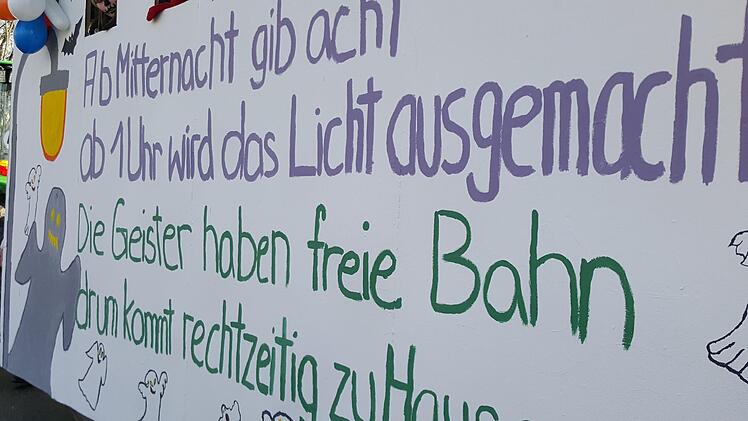 Ab Mitternacht gib acht
ab 1 Uhr wird das Licht ausgemacht
Die Geister haben freie Bahn
drum kommt rechtzeitig zu Haus